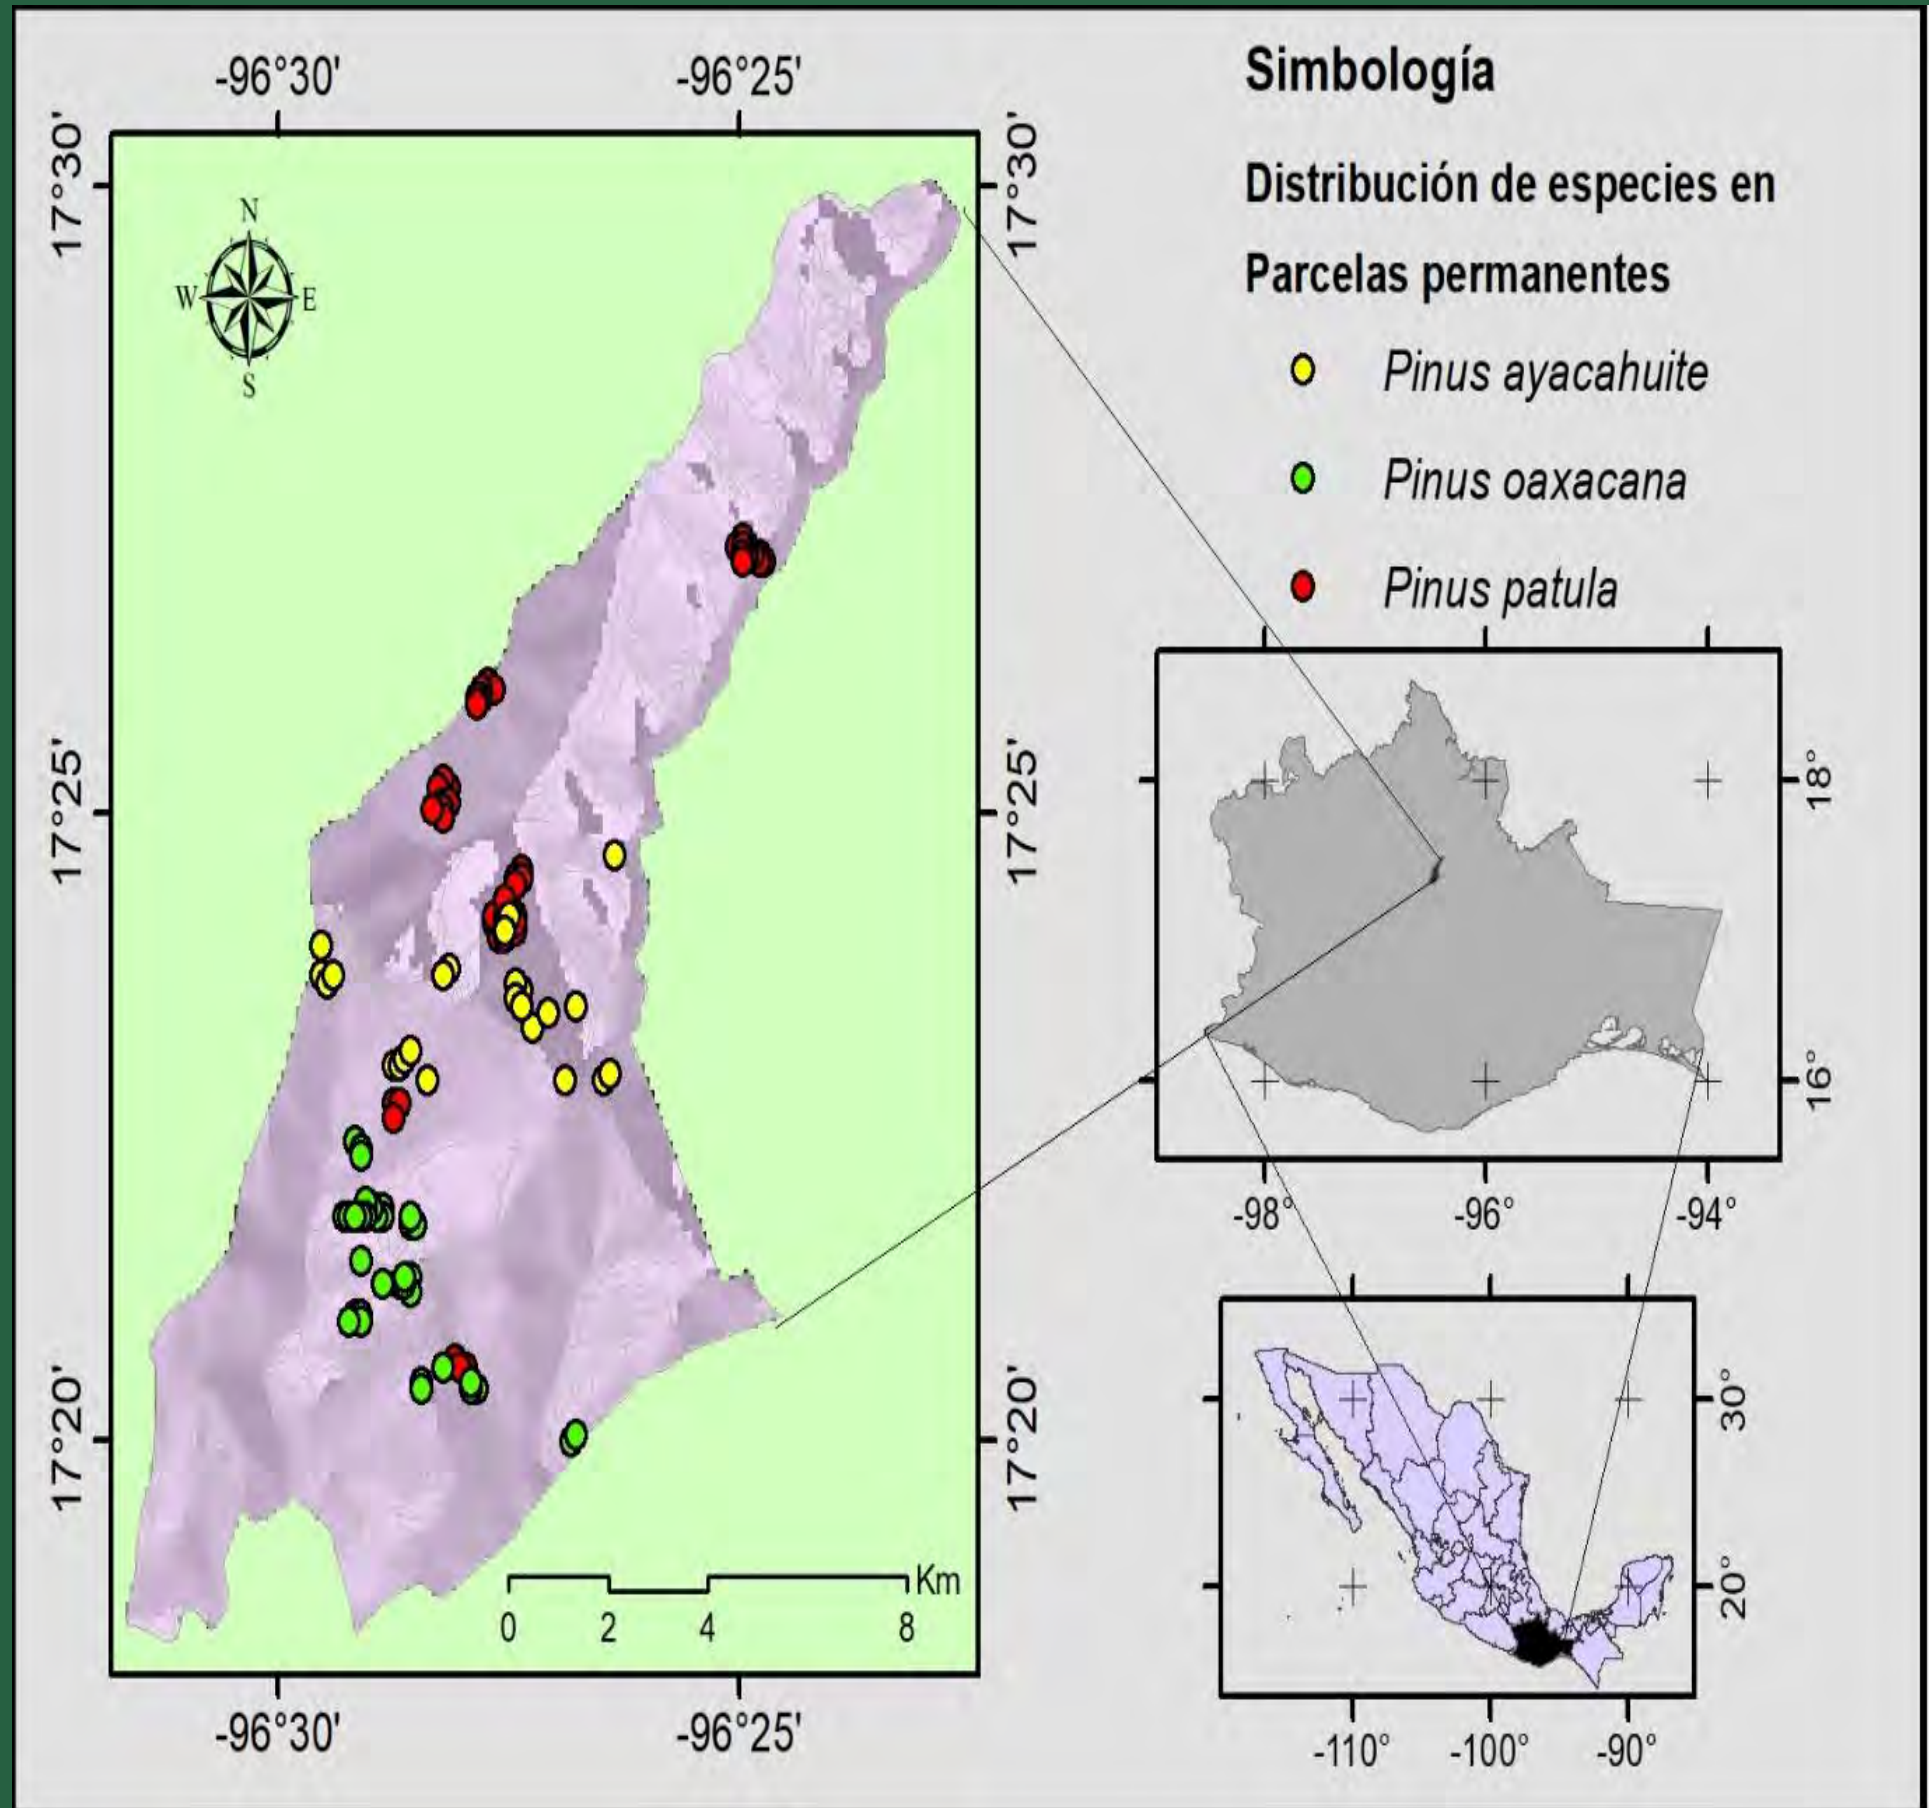 -96°30'
-96°25'
17°30'
17°30'
N
W
E
S
17°25'
17°25'
17°20'
17°20'
Km
0
2
4
8
-96°30'
-96°25'
Simbología
Distribución de especies en
Parcelas permanentes
Pinus ayacahuite
Pinus oaxacana
Pinus patula
18°
16°
-98°
-96°
-94°
30°
20°
-110°
-100°
-90°